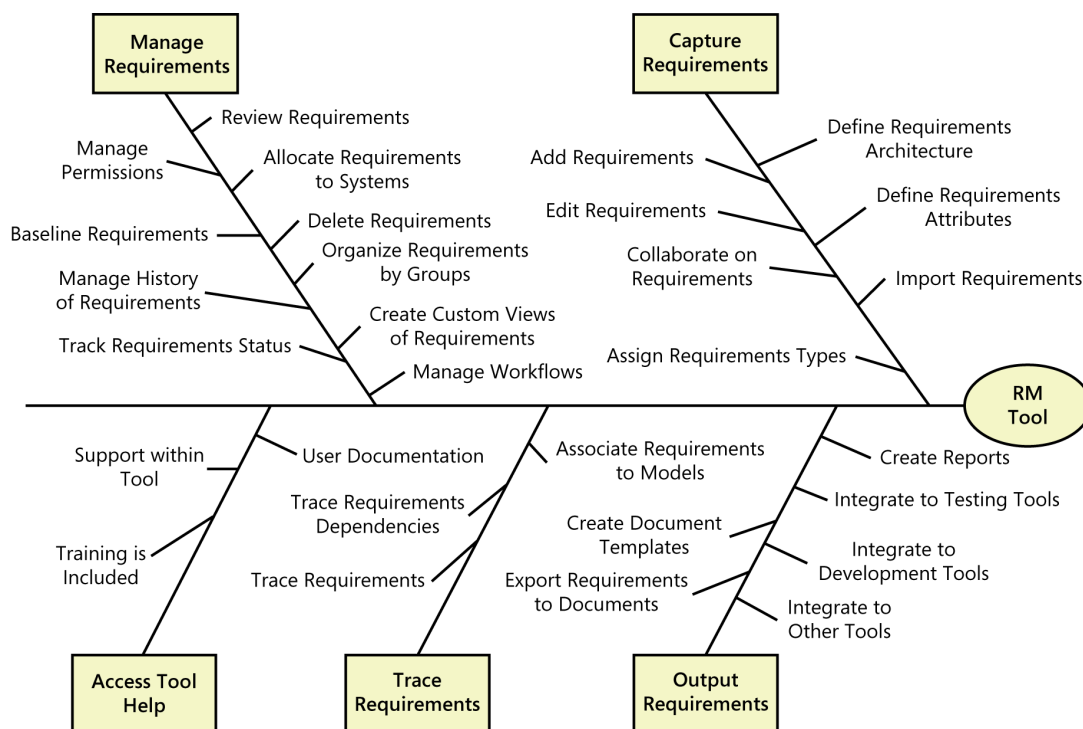 Manage
Requirements
Capture
Requirements
Review Requirements
Manage
Permissions
Allocate Requirements
to Systems
Baseline Requirements
Delete Requirements
Organize Requirements
by Groups
Manage History
of Requirements
Create Custom Views
of Requirements
Track Requirements Status
Manage Workflows
Define Requirements
Architecture
Add Requirements
Define Requirements
Attributes
Edit Requirements
Collaborate on
Requirements
Import Requirements
Assign Requirements Types
RM
Tool
Support within
Tool
User Documentation
Training is
Included
Associate Requirements
to Models
Trace Requirements
Dependencies
Trace Requirements
Create Reports
Integrate to Testing Tools
Create Document
Templates
Integrate to
Development Tools
Export Requirements
to Documents
Integrate to
Other Tools
Access Tool
Help
Trace
Requirements
Output
Requirements